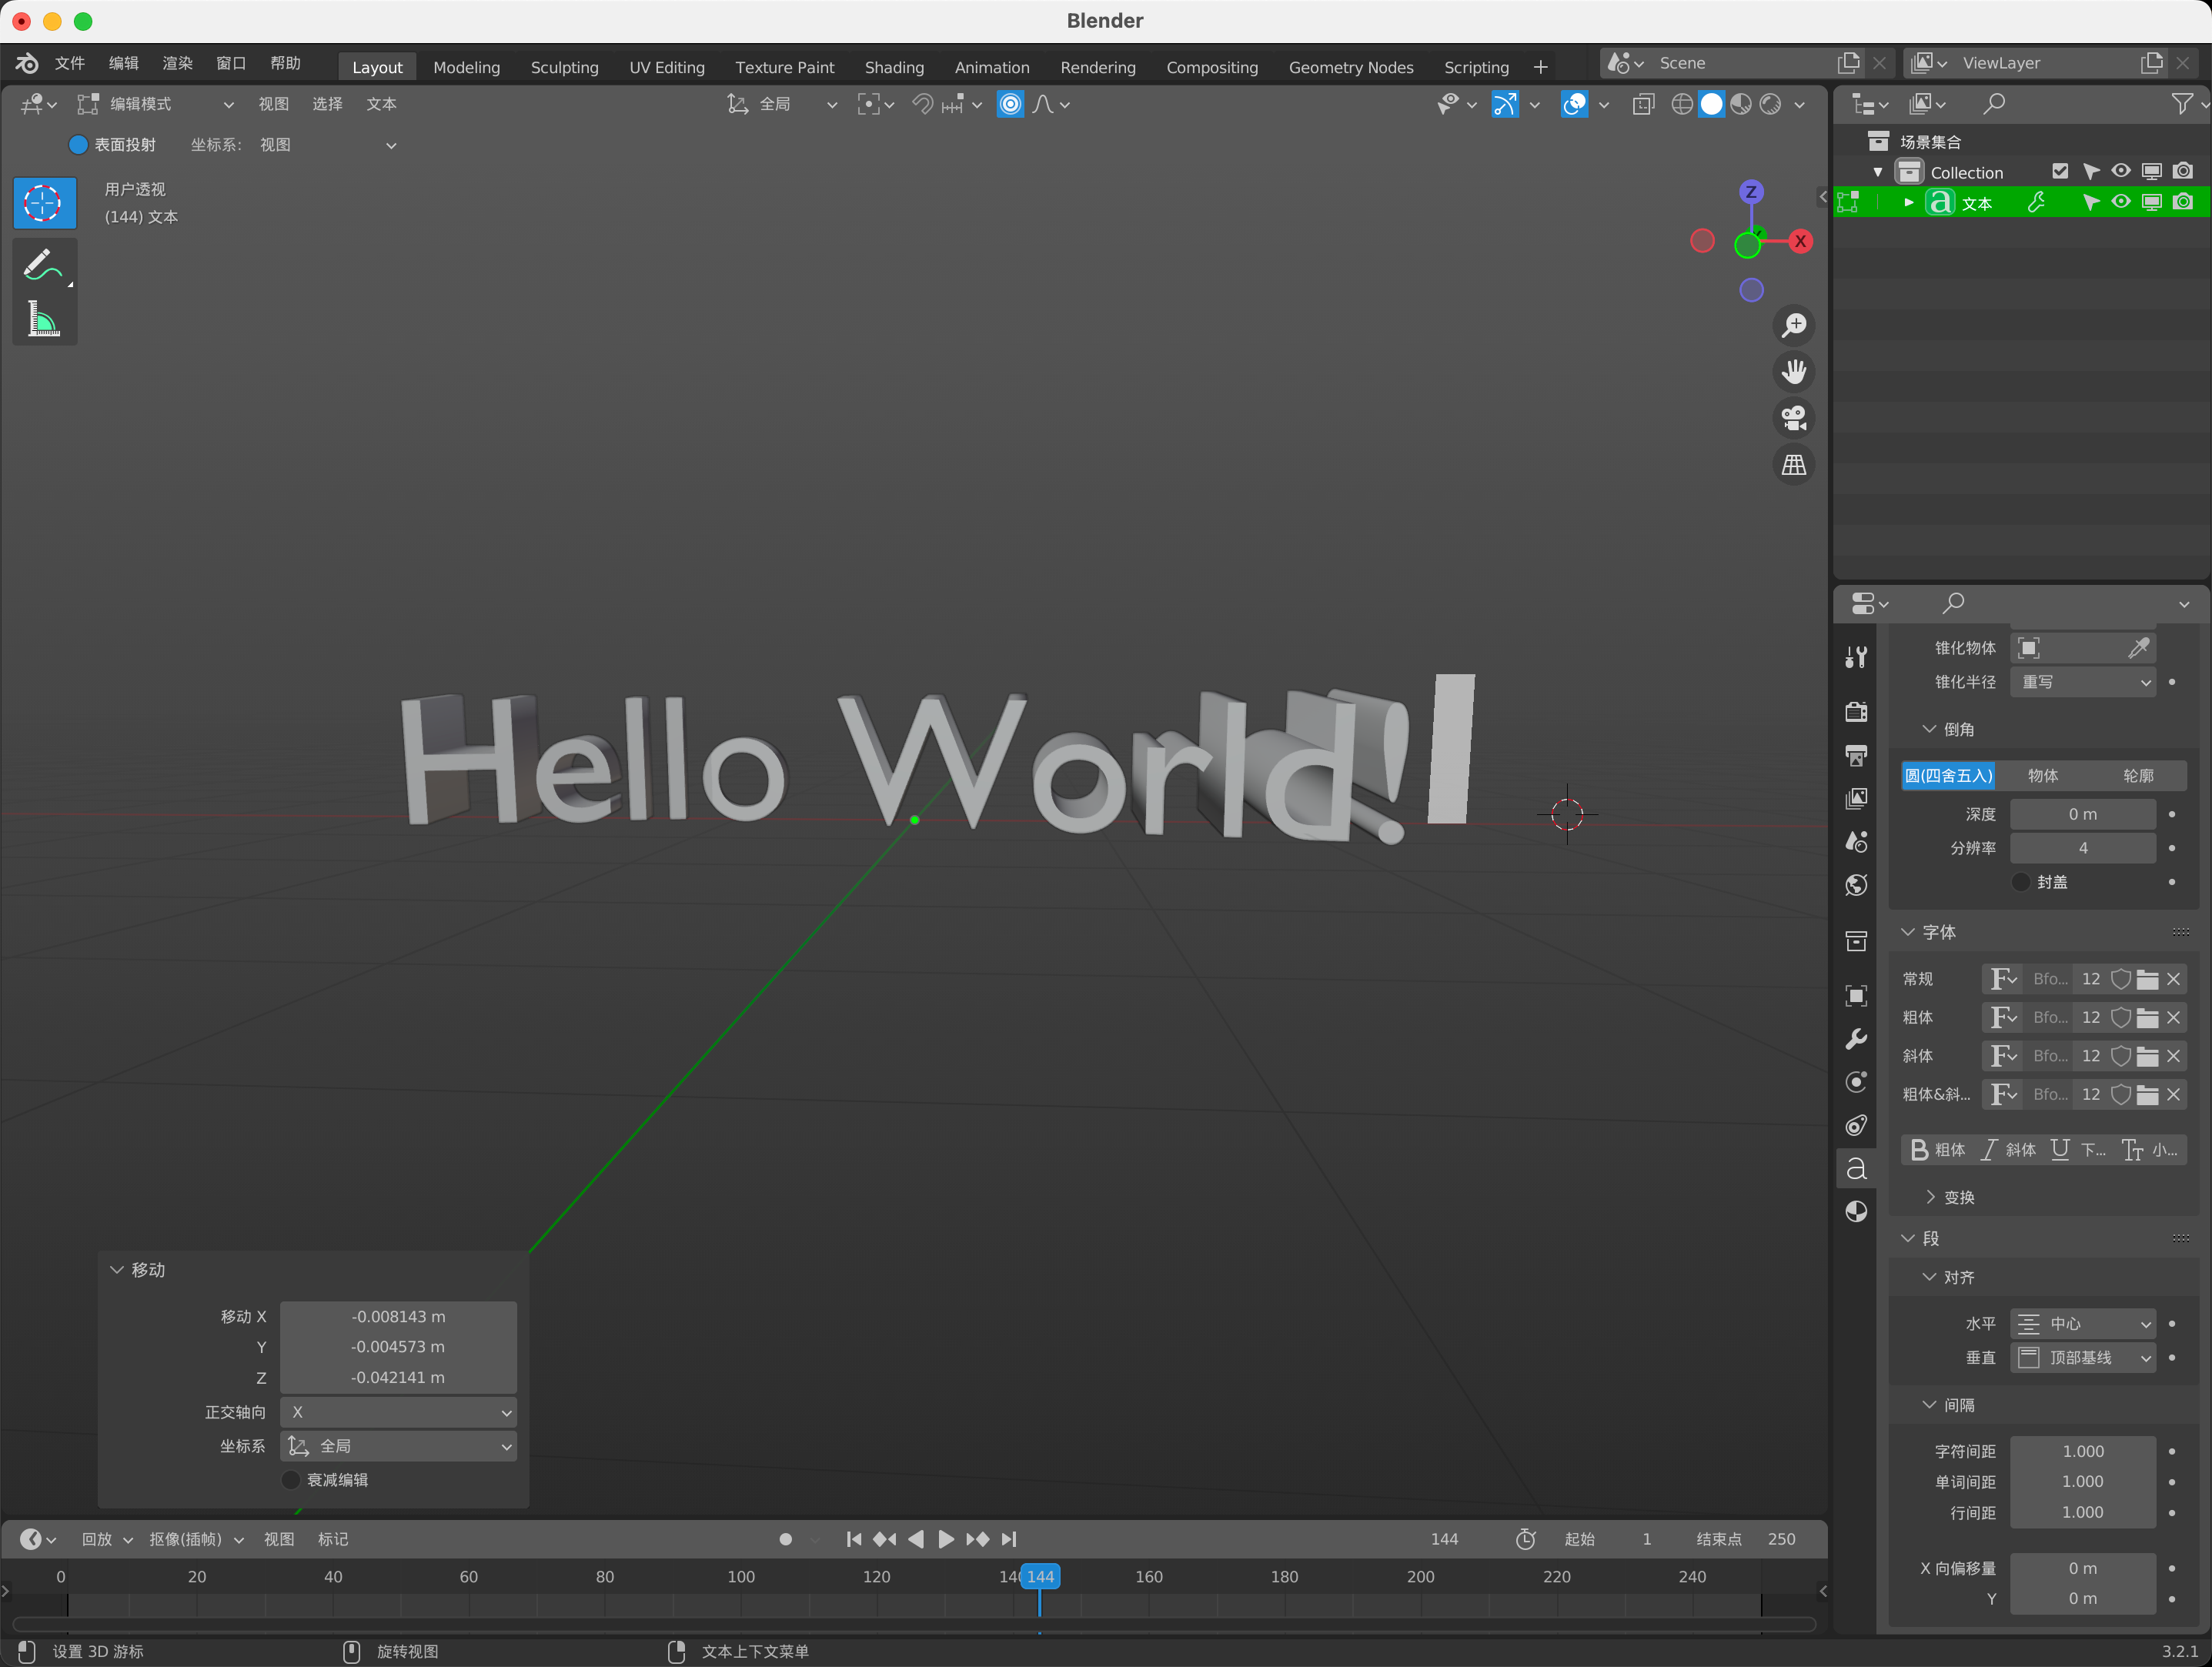 Blender
文件 编辑 渲染 窗口 帮助 Layout Modeling Sculpting UV Editing Texture Paint Shading Animation Rendering Compositing Geometry Nodes Scripting + Scene ViewLayer
编辑模式 视图 选择 文本 全局
表面投射 坐标系: 视图
用户透视
(144) 文本
Z
X
场景集合
Collection
文本
Hello World!
锥化物体
锥化半径 重写
倒角
圆(四舍五入) 物体 轮廓
深度 0 m
分辨率 4
封盖
字体
常规 F Bfo... 12
粗体 F Bfo... 12
斜体 F Bfo... 12
粗体&斜... F Bfo... 12
B 粗体 I 斜体 U 下... Tт 小...
变换
段
对齐
水平 中心
垂直 顶部基线
间隔
字符间距 1.000
单词间距 1.000
行间距 1.000
X 向偏移量 0 m
Y 0 m
移动
移动 X -0.008143 m
Y -0.004573 m
Z -0.042141 m
正交轴向 X
坐标系 全局
衰减编辑
回放 抠像(插帧) 视图 标记 144 起始 1 结束点 250
0 20 40 60 80 100 120 140 144 160 180 200 220 240
设置 3D 游标 旋转视图 文本上下文菜单 3.2.1